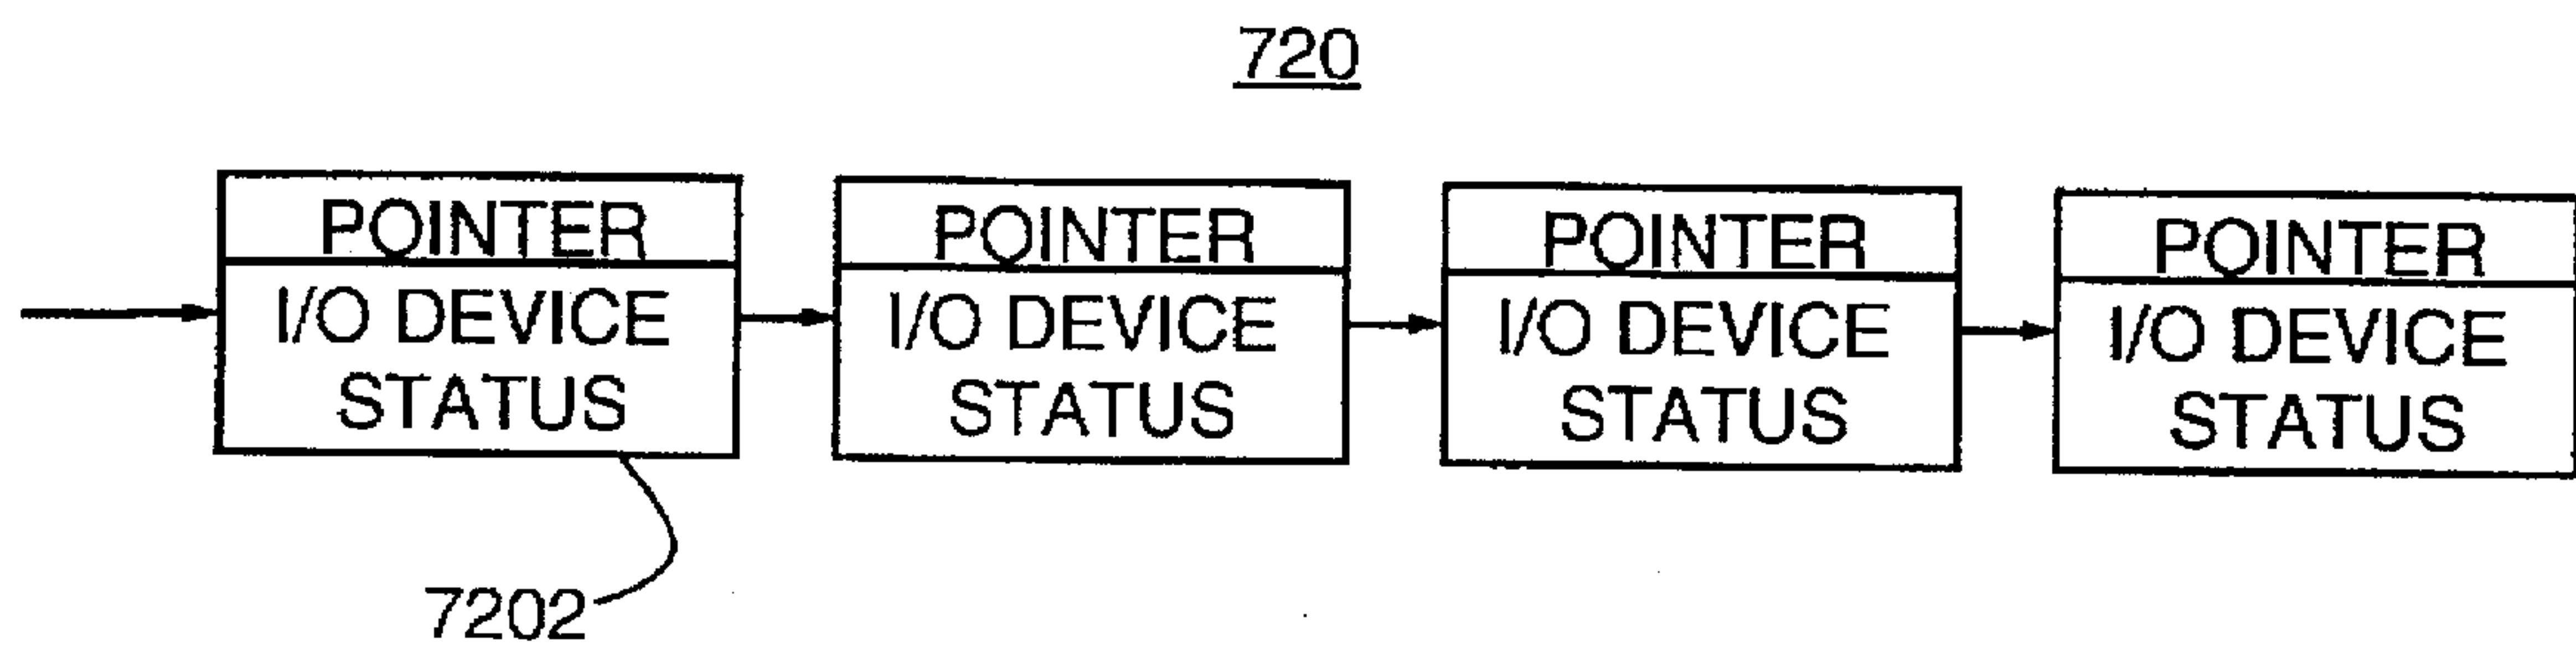 720
POINTER
I/O DEVICE
STATUS
POINTER
I/O DEVICE
STATUS
POINTER
I/O DEVICE
STATUS
POINTER
I/O DEVICE
STATUS
7202